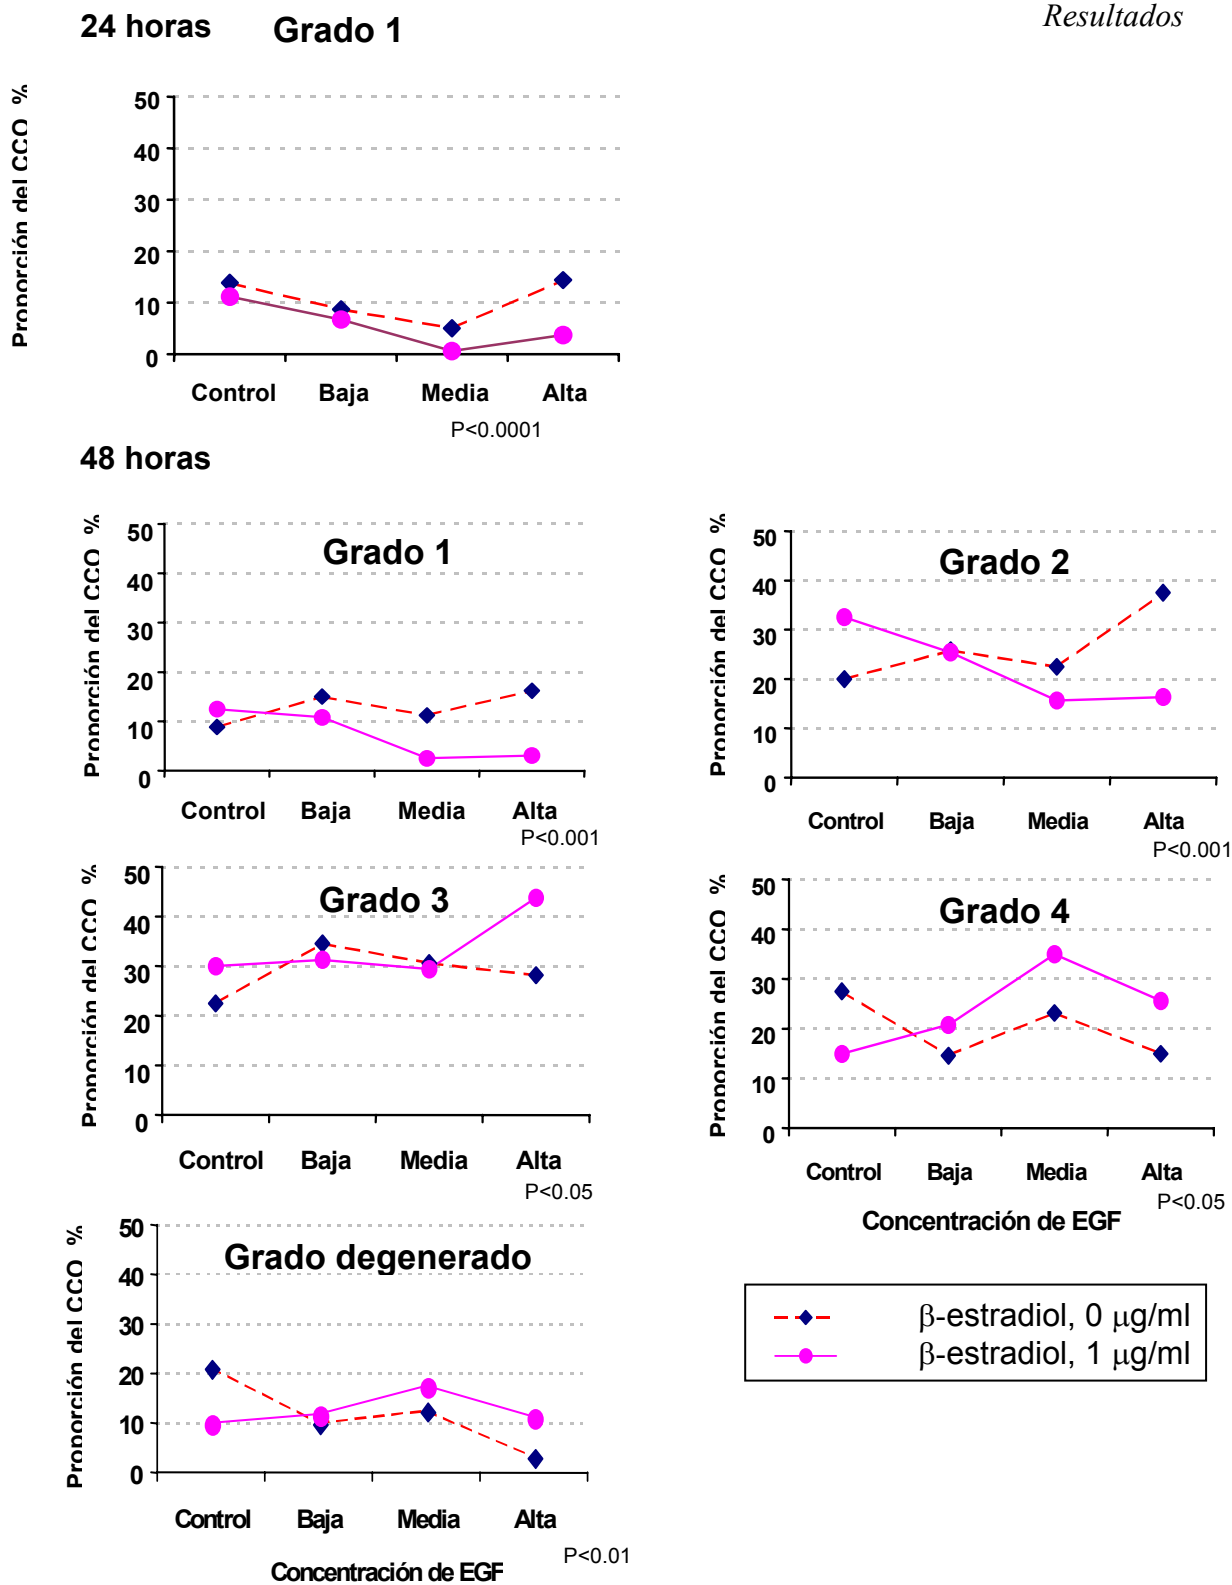 Resultados
24 horas Grado 1
Proporción del CCO %
50
40
30
20
10
0
Control Baja Media Alta
P<0.0001
48 horas
Proporción del CCO %
50
40
30
20
10
0
Grado 1
Control Baja Media Alta
P<0.001
Proporción del CCO %
50
40
30
20
10
0
Grado 2
Control Baja Media Alta
P<0.001
Proporción del CCO %
50
40
30
20
10
0
Grado 3
Control Baja Media Alta
P<0.05
Proporción del CCO %
50
40
30
20
10
0
Grado 4
Control Baja Media Alta
P<0.05
Concentración de EGF
Proporción del CCO %
50
40
30
20
10
0
Grado degenerado
Control Baja Media Alta
P<0.01
Concentración de EGF
β-estradiol, 0 μg/ml
β-estradiol, 1 μg/ml